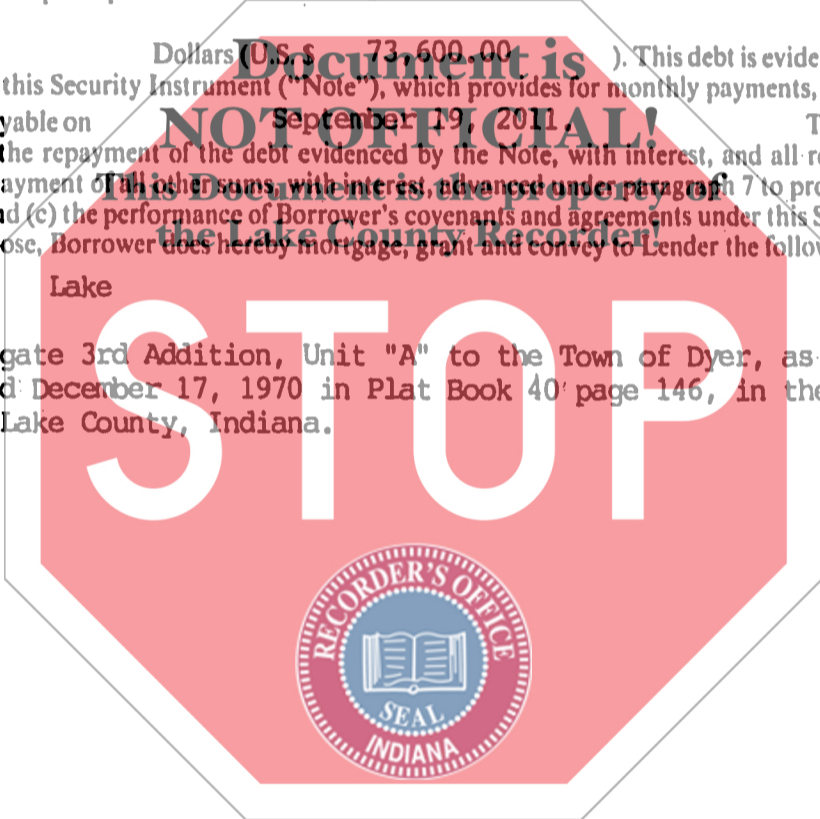 Dollars (U.S. $ 73,600.00 ). This debt is evide
Document is
this Security Instrument ("Note"), which provides for monthly payments,
yable on September 19, 2011. T
NOT OFFICIAL!
the repayment of the debt evidenced by the Note, with interest, and all r
ayment of all other sums, with interest, advanced under paragraph 7 to pro
This Document is the property of
d (c) the performance of Borrower's covenants and agreements under this S
the Lake County Recorder!
ose, Borrower does hereby mortgage, grant and convey to Lender the follow
Lake
gate 3rd Addition, Unit "A" to the Town of Dyer, as
d December 17, 1970 in Plat Book 40 page 146, in the
Lake County, Indiana.
STOP
RECORDER'S OFFICE
SEAL
INDIANA